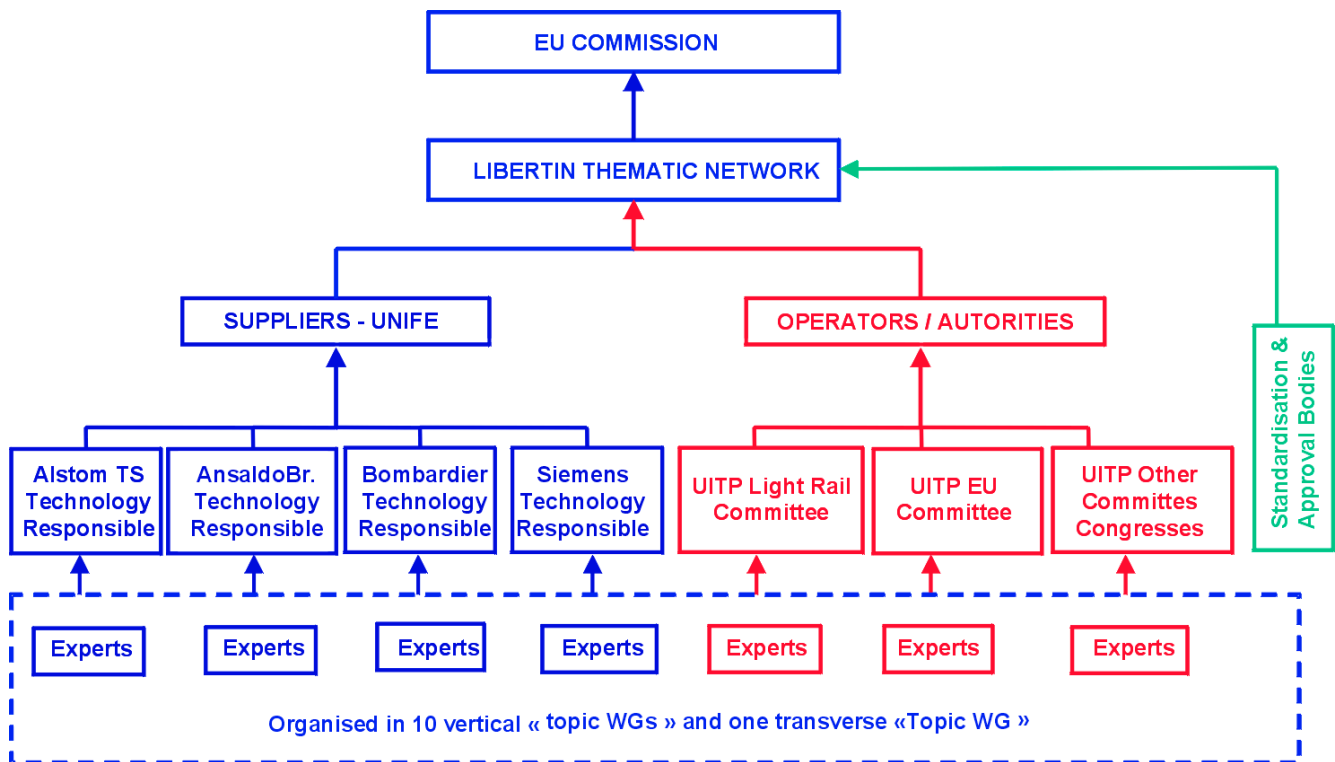 EU COMMISSION
LIBERTIN THEMATIC NETWORK
SUPPLIERS - UNIFE
OPERATORS / AUTORITIES
Standardisation &
Approval Bodies
Alstom TS
Technology
Responsible
AnsaldoBr.
Technology
Responsible
Bombardier
Technology
Responsible
Siemens
Technology
Responsible
UITP Light Rail
Committee
UITP EU
Committee
UITP Other
Committes
Congresses
Experts
Experts
Experts
Experts
Experts
Experts
Experts
Organised in 10 vertical « topic WGs » and one transverse «Topic WG »